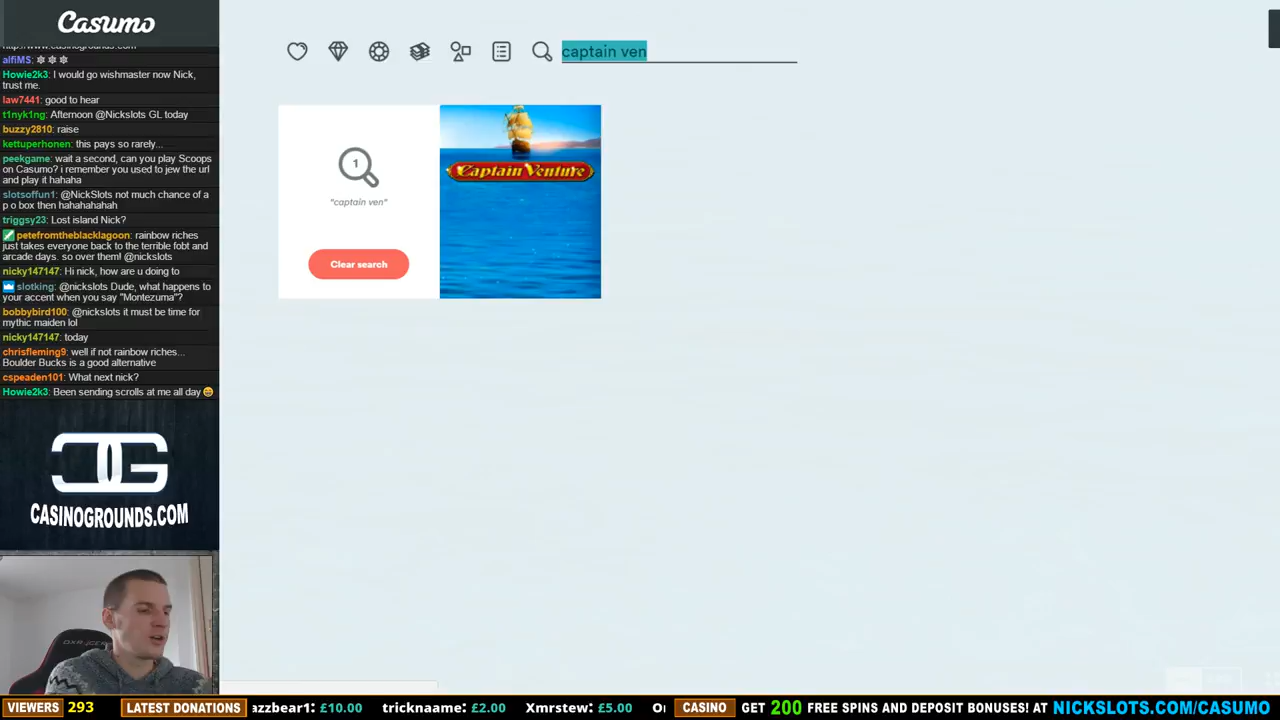 Casumo
captain ven
http://www.casinogrounds.com
alfiMS: ❄ ❄ ❄
Howie2k3: I would go wishmaster now Nick,
trust me.
law7441: good to hear
t1nyk1ng: Afternoon @Nickslots GL today
buzzy2810: raise
kettuperhonen: this pays so rarely...
peekgame: wait a second, can you play Scoops
on Casumo? i remember you used to jew the url
and play it hahaha
slotsoffun1: @NickSlots not much chance of a
p o box then hahahahahah
triggsy23: Lost island Nick?
petefromtheblacklagoon: rainbow riches
just takes everyone back to the terrible fobt and
arcade days. so over them! @nickslots
nicky147147: Hi nick, how are u doing to
slotking: @nickslots Dude, what happens to
your accent when you say "Montezuma"?
bobbybird100: @nickslots it must be time for
mythic maiden lol
nicky147147: today
chrisfleming9: well if not rainbow riches...
Boulder Bucks is a good alternative
cspeaden101: What next nick?
Howie2k3: Been sending scrolls at me all day 😄
1
"captain ven"
Clear search
Captain Venture
CG
CASINOGROUNDS.COM
VIEWERS 293 LATEST DONATIONS azzbear1: £10.00 trickname: £2.00 Xmrstew: £5.00 CASINO GET 200 FREE SPINS AND DEPOSIT BONUSES! AT NICKSLOTS.COM/CASUMO